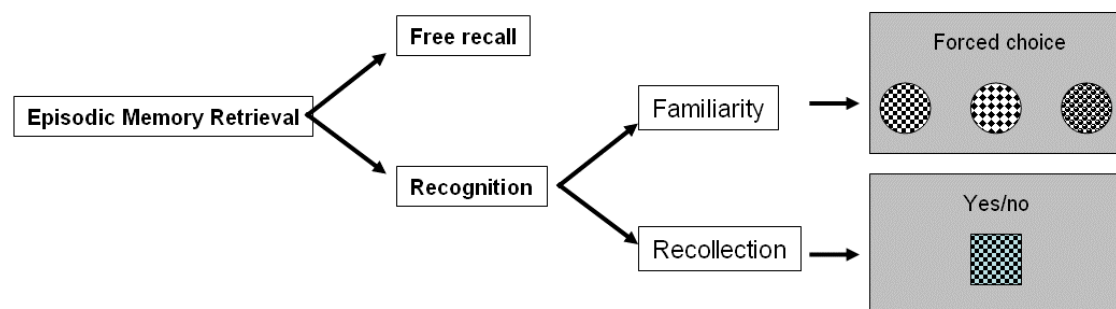 Free recall
Forced choice
Episodic Memory Retrieval
Familiarity
Recognition
Yes/no
Recollection